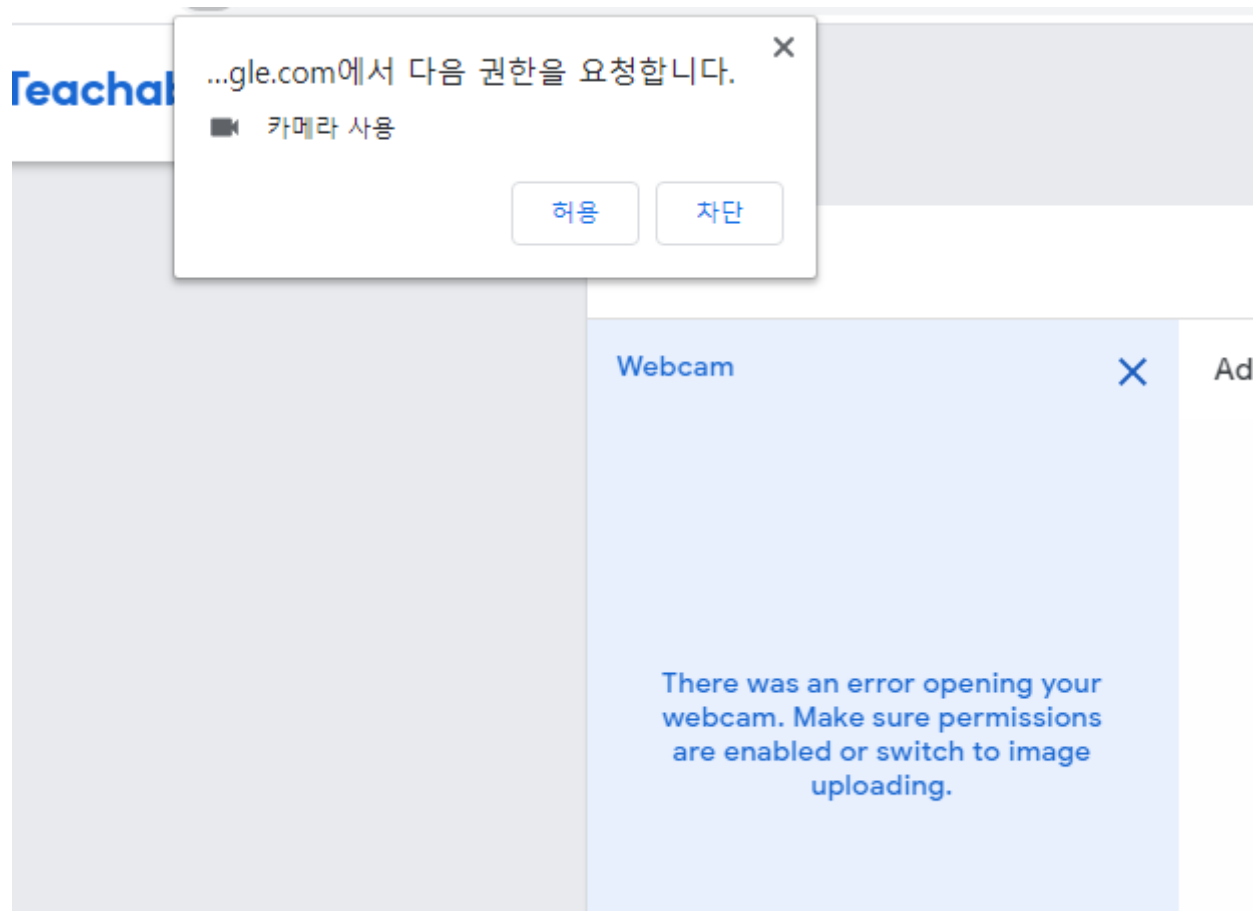 ...gle.com에서 다음 권한을 요청합니다.
카메라 사용
허용 차단
Webcam
There was an error opening your
webcam. Make sure permissions
are enabled or switch to image
uploading.